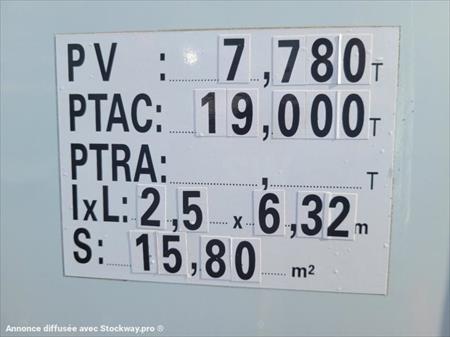 PV : 7,780 T
PTAC: 19,000 T
PTRA: , T
IxL: 2,5 x 6,32 m
S: 15,80 m²
Annonce diffusée avec Stockway.pro ®